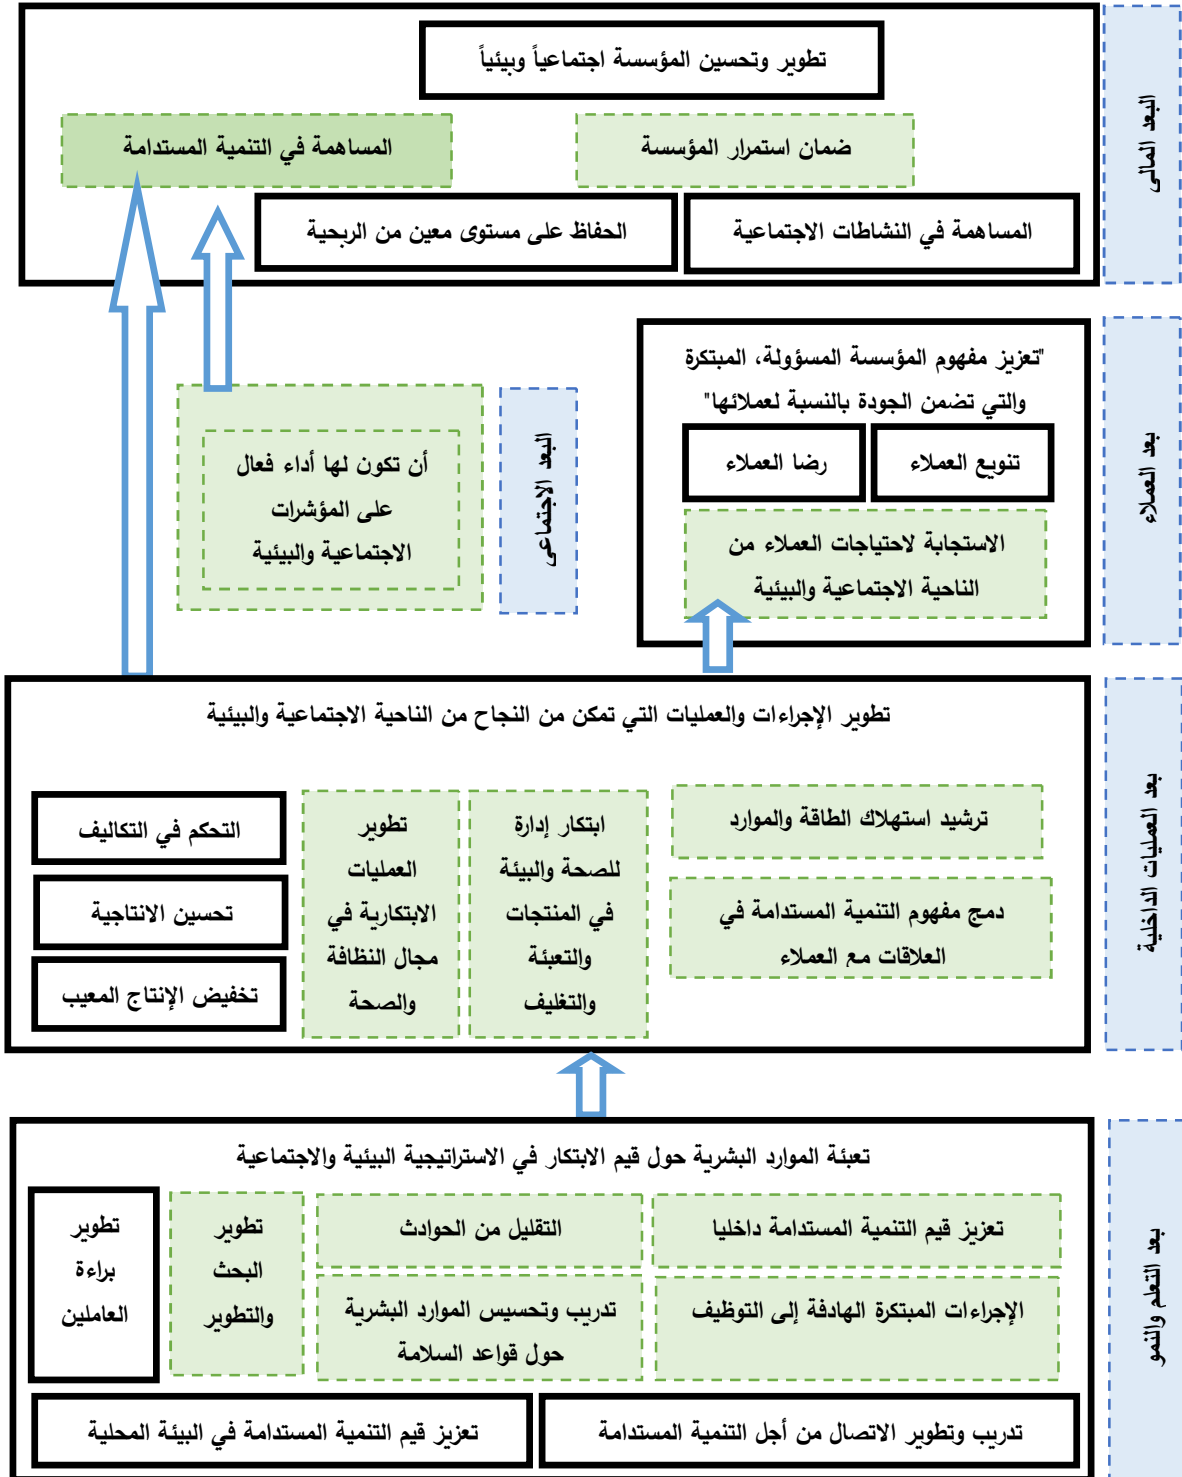 البعد المالى
تطوير وتحسين المؤسسة اجتماعياً وبيئياً
ضمان استمرار المؤسسة
المساهمة في التنمية المستدامة
المساهمة في النشاطات الاجتماعية
الحفاظ على مستوى معين من الربحية
بعد العملاء
"تعزيز مفهوم المؤسسة المسؤولة، المبتكرة
والتي تضمن الجودة بالنسبة لعملائها"
تنويع العملاء
رضا العملاء
الاستجابة لاحتياجات العملاء من
الناحية الاجتماعية والبيئية
البعد الاجتماعى
أن تكون لها أداء فعال
على المؤشرات
الاجتماعية والبيئية
بعد العمليات الداخلية
تطوير الإجراءات والعمليات التي تمكن من النجاح من الناحية الاجتماعية والبيئية
ترشيد استهلاك الطاقة والموارد
دمج مفهوم التنمية المستدامة في
العلاقات مع العملاء
ابتكار إدارة
للصحة والبيئة
في المنتجات
والتعبئة
والتغليف
تطوير
العمليات
الابتكارية في
مجال النظافة
والصحة
التحكم في التكاليف
تحسين الانتاجية
تخفيض الإنتاج المعيب
بعد التعلم والنمو
تعبئة الموارد البشرية حول قيم الابتكار في الاستراتيجية البيئية والاجتماعية
تعزيز قيم التنمية المستدامة داخليا
الإجراءات المبتكرة الهادفة إلى التوظيف
التقليل من الحوادث
تدريب وتحسيس الموارد البشرية
حول قواعد السلامة
تطوير
البحث
والتطوير
تطوير
براءة
العاملين
تدريب وتطوير الاتصال من أجل التنمية المستدامة
تعزيز قيم التنمية المستدامة في البيئة المحلية